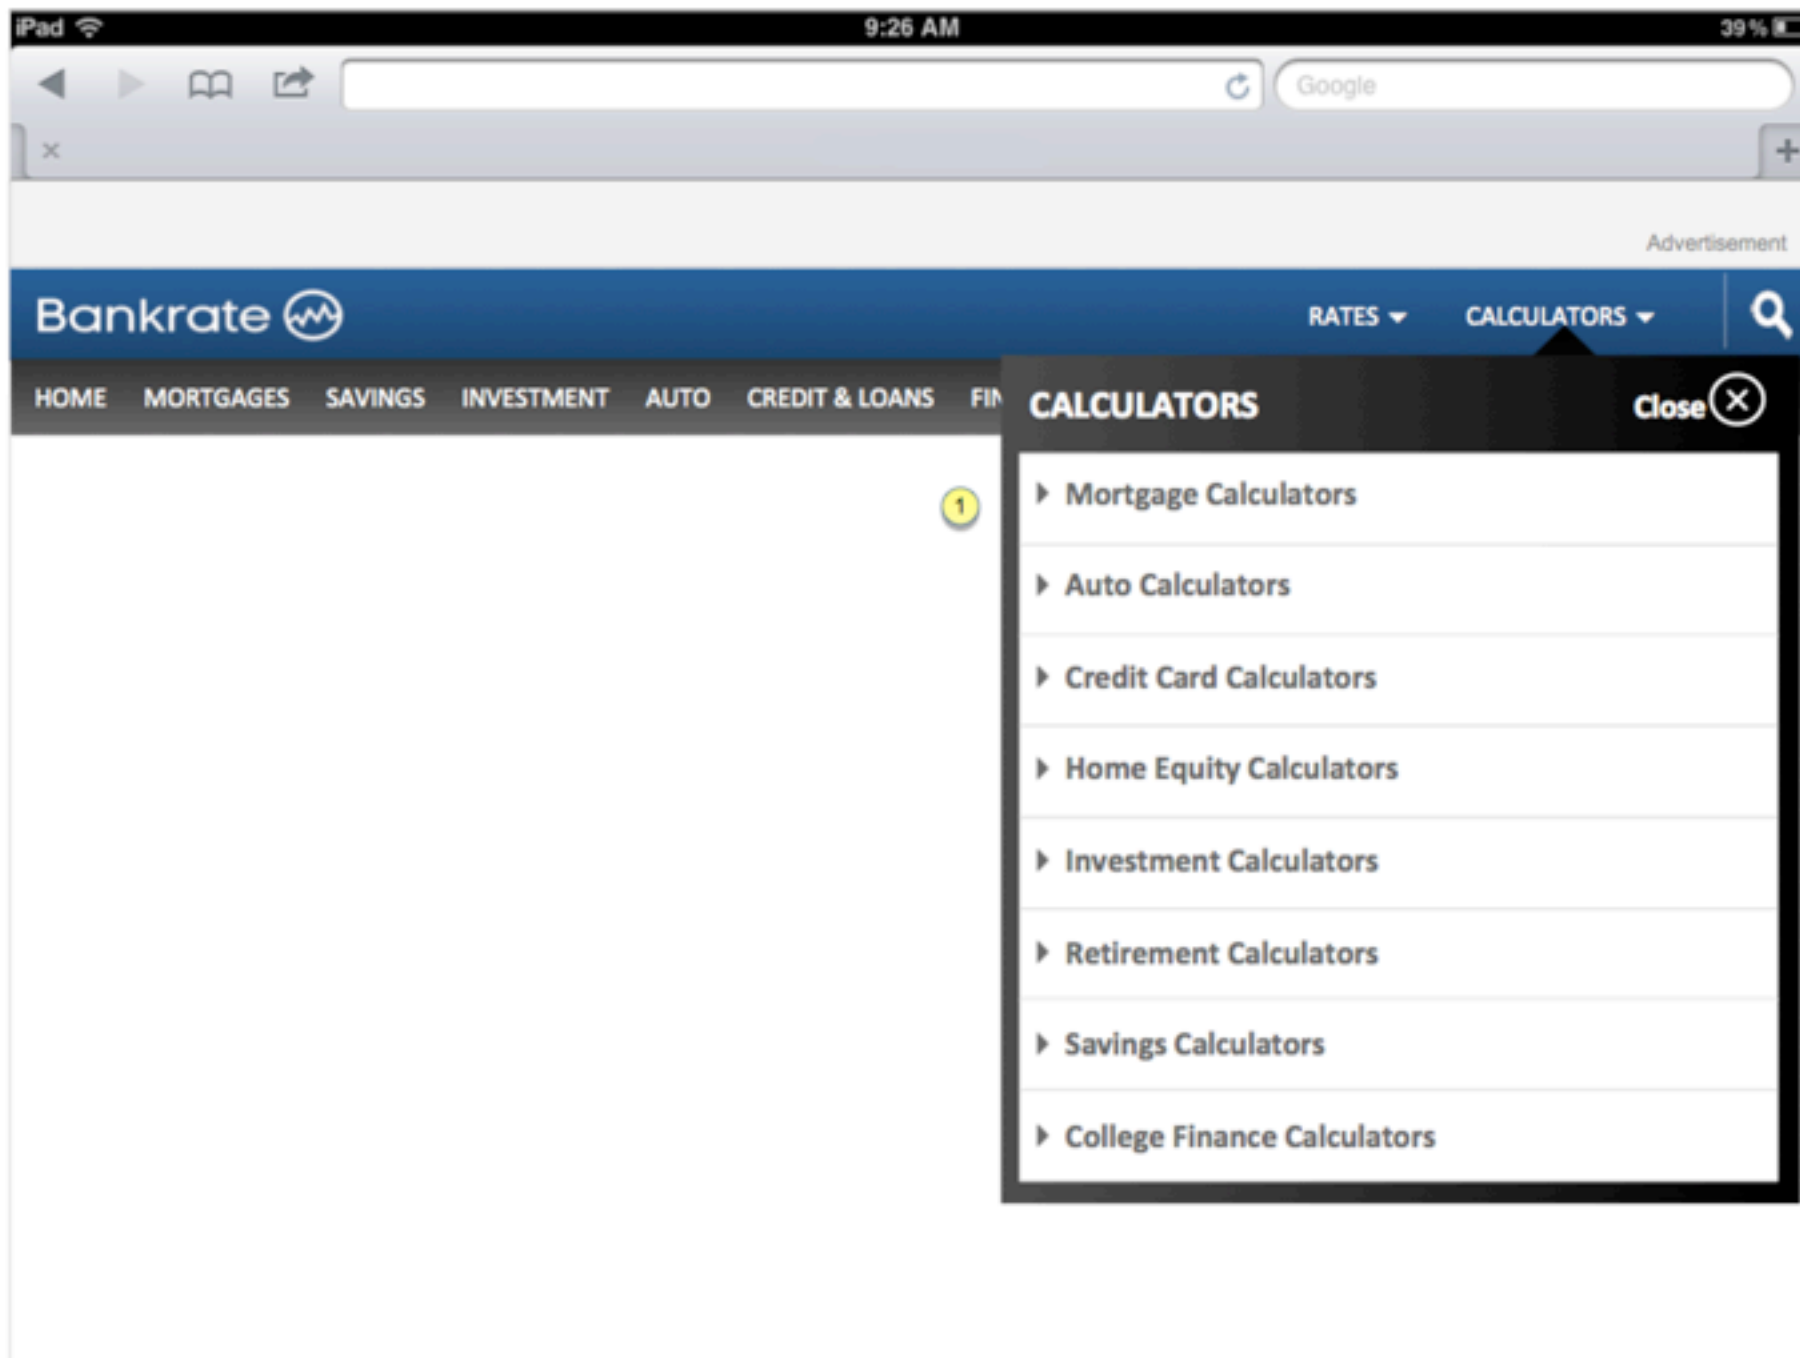 iPad 9:26 AM 39%
Google
Advertisement
Bankrate RATES CALCULATORS
HOME MORTGAGES SAVINGS INVESTMENT AUTO CREDIT & LOANS FIN
CALCULATORS Close
1
Mortgage Calculators
Auto Calculators
Credit Card Calculators
Home Equity Calculators
Investment Calculators
Retirement Calculators
Savings Calculators
College Finance Calculators